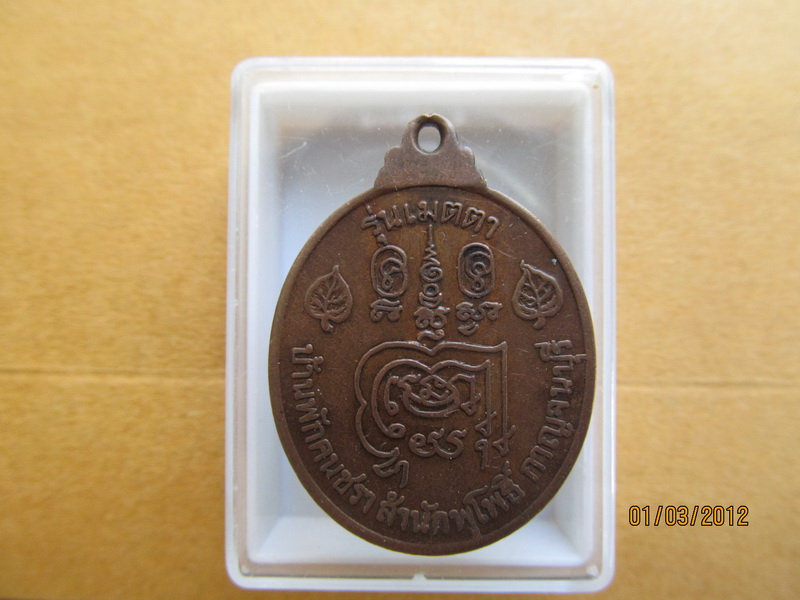 รุ่นเมตตา
บ้านพักคนชรา สำนักพุโพธิ์ กาญจนบุรี
01/03/2012